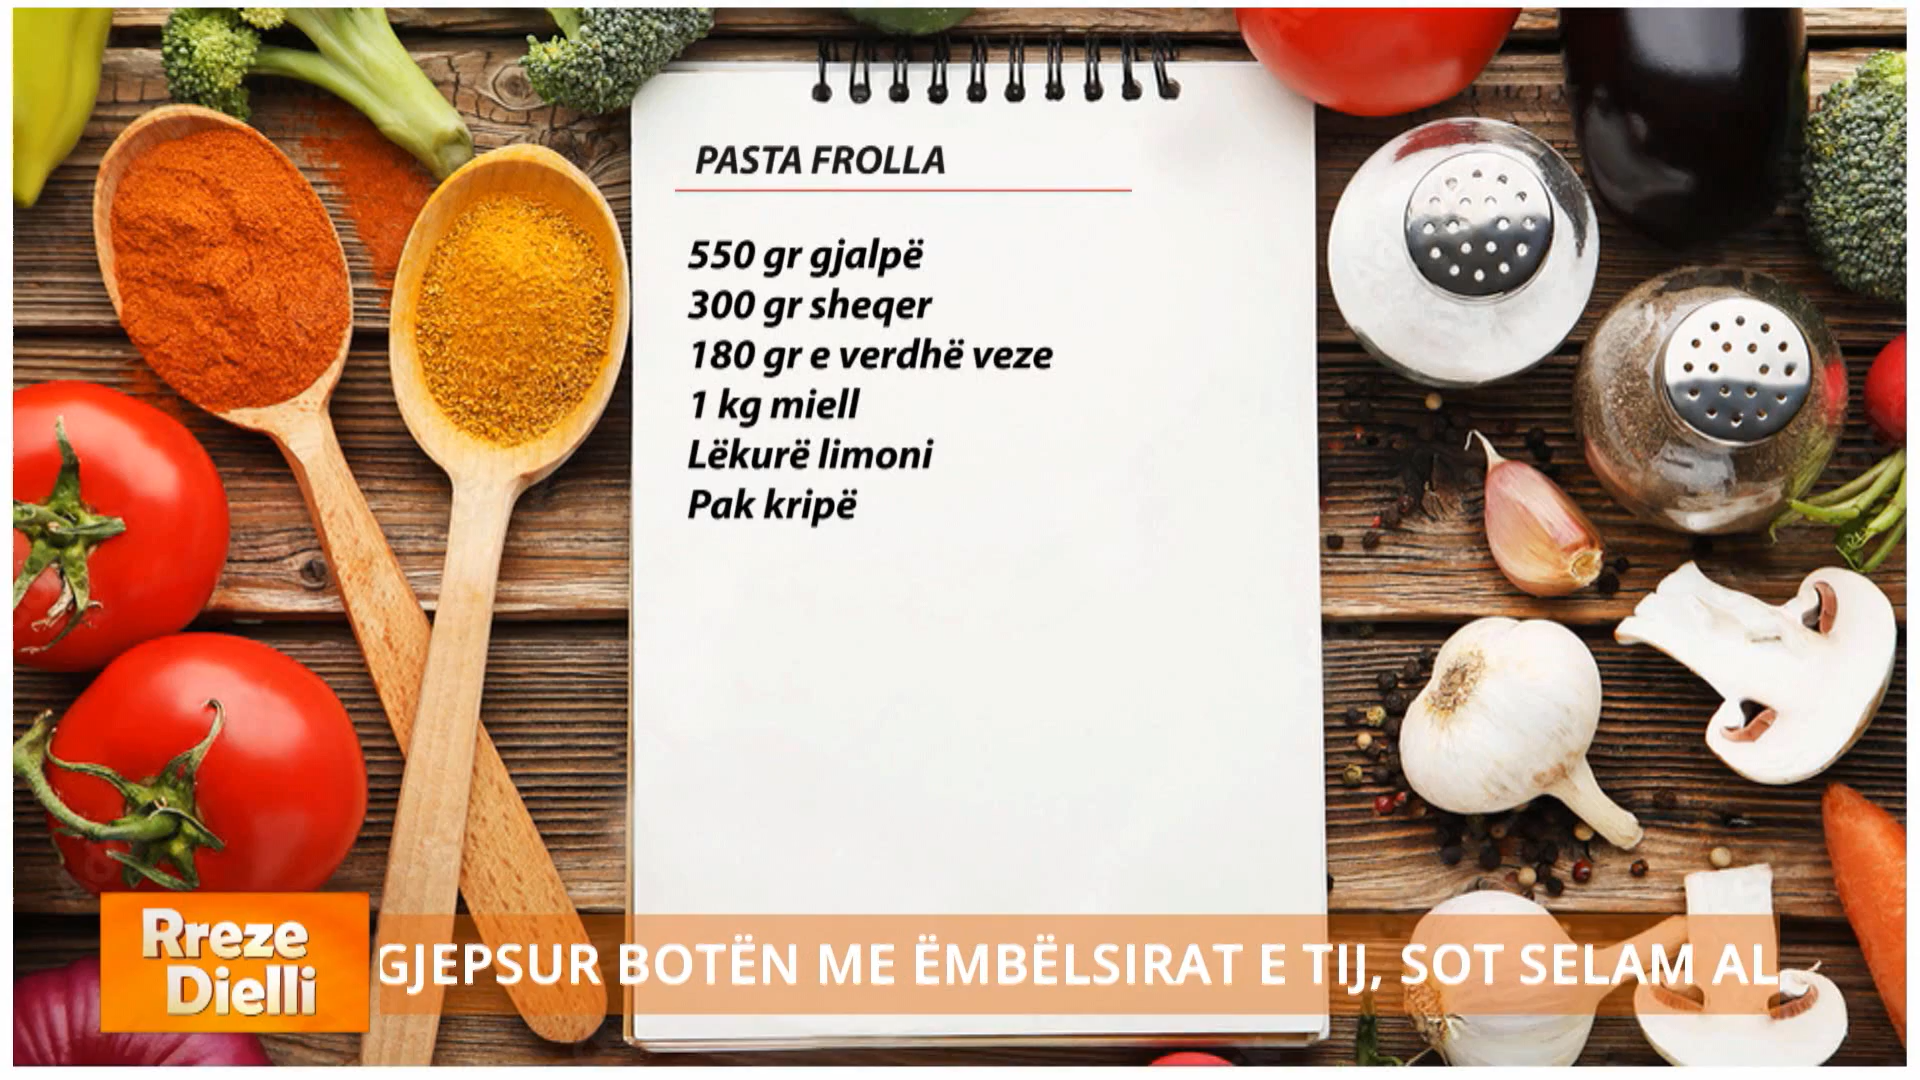 PASTA FROLLA
550 gr gjalpë
300 gr sheqer
180 gr e verdhë veze
1 kg miell
Lëkurë limoni
Pak kripë
Rreze
Dielli
GJEPSUR BOTËN ME ËMBËLSIRAT E TIJ, SOT SELAM AL